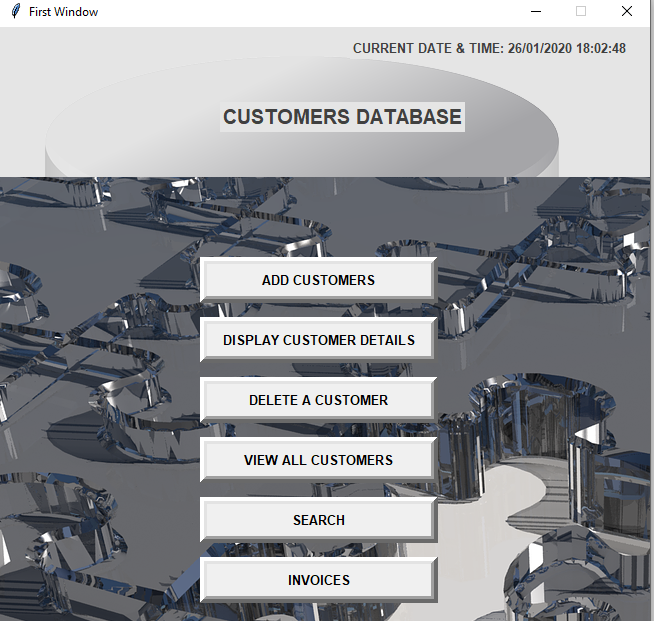 First Window
CURRENT DATE & TIME: 26/01/2020 18:02:48
CUSTOMERS DATABASE
ADD CUSTOMERS
DISPLAY CUSTOMER DETAILS
DELETE A CUSTOMER
VIEW ALL CUSTOMERS
SEARCH
INVOICES